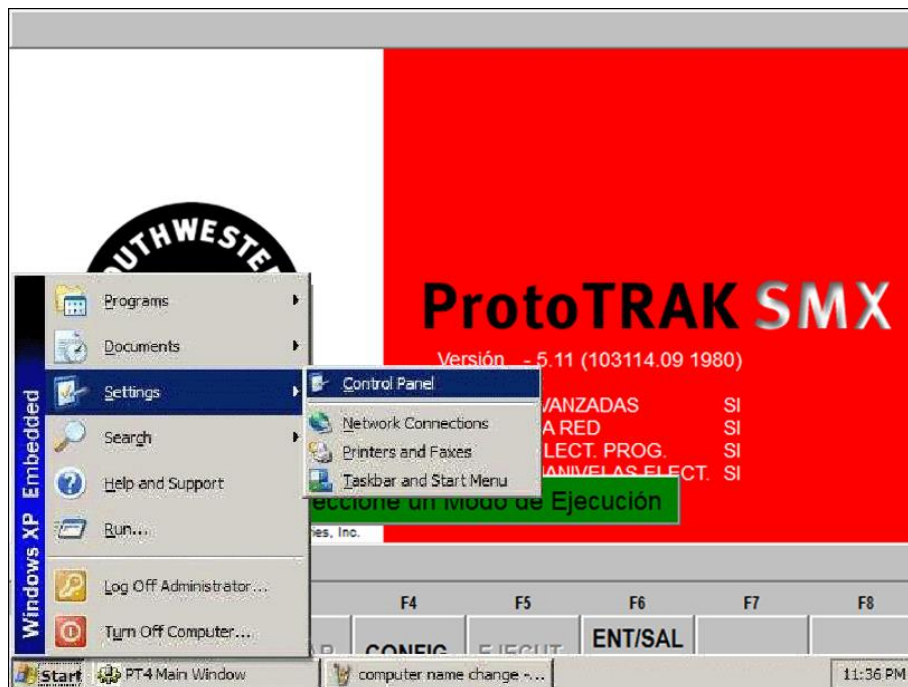 OUTHWESTER
ProtoTRAK SMX
Versión - 5.11 (103114.09 1980)
VANZADAS SI
A RED SI
LECT. PROG. SI
ANIVELAS ELECT. SI
eccione un Modo de Ejecución
ies, Inc.
Windows XP Embedded
Programs
Documents
Settings
Search
Help and Support
Run...
Log Off Administrator...
Turn Off Computer...
Control Panel
Network Connections
Printers and Faxes
Taskbar and Start Menu
F4 F5 F6 F7 F8
CONFIG EJECUT ENT/SAL
Start PT4 Main Window computer name change -... 11:36 PM